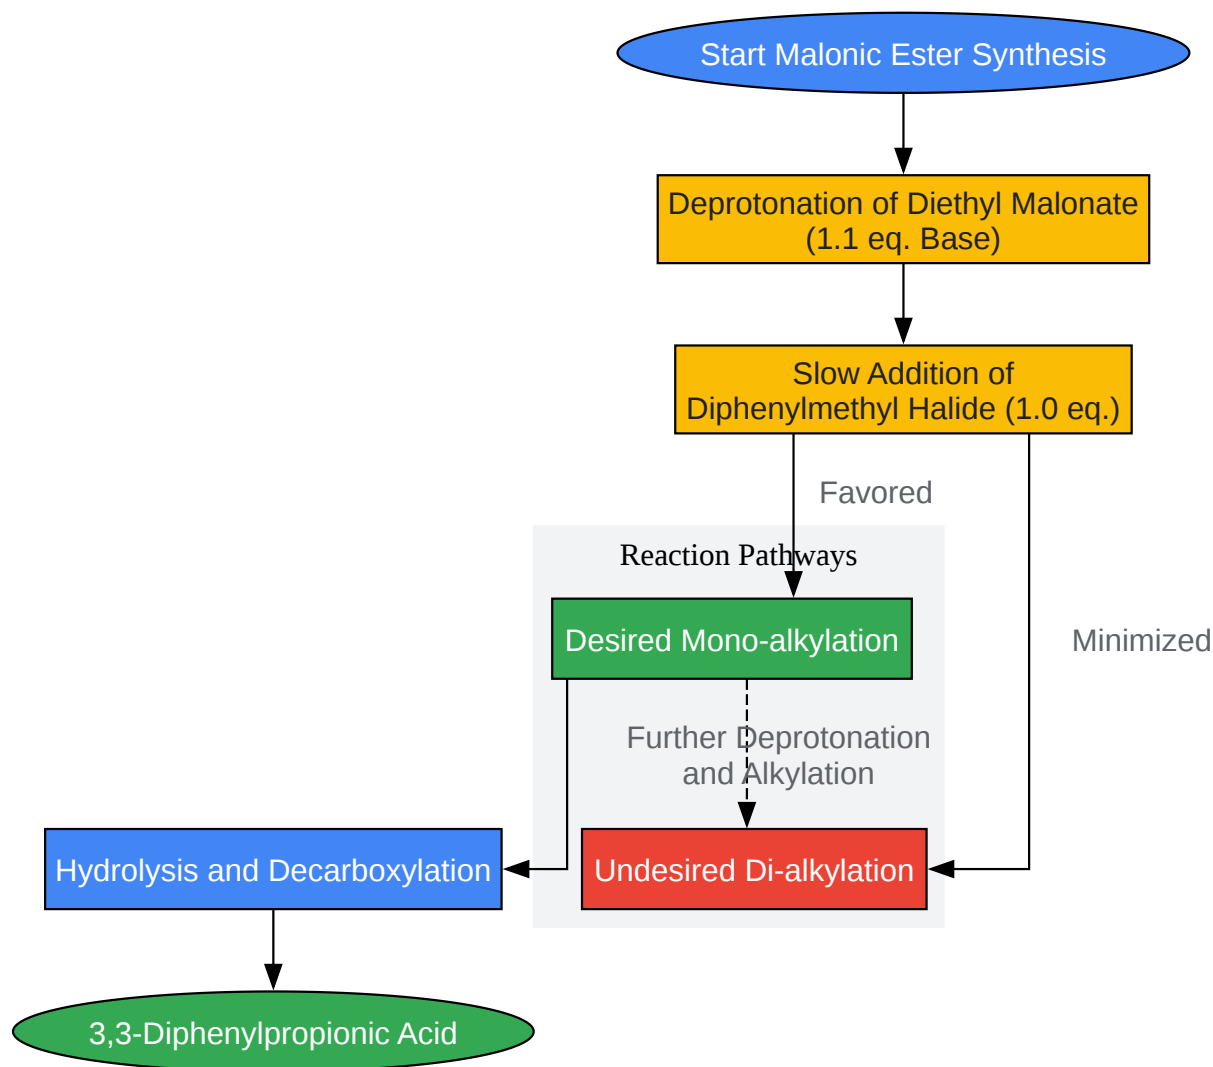 Start Malonic Ester Synthesis
Deprotonation of Diethyl Malonate
(1.1 eq. Base)
Slow Addition of
Diphenylmethyl Halide (1.0 eq.)
Favored
Reaction Pathways
Desired Mono-alkylation
Minimized
Further Deprotonation
and Alkylation
Hydrolysis and Decarboxylation
Undesired Di-alkylation
3,3-Diphenylpropionic Acid